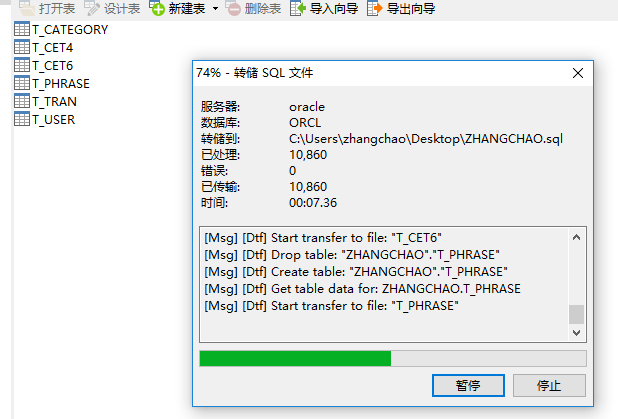 打开表 设计表 新建表 删除表 导入向导 导出向导
T_CATEGORY
T_CET4
T_CET6
T_PHRASE
T_TRAN
T_USER
74% - 转储 SQL 文件
服务器: oracle
数据库: ORCL
转储到: C:\Users\zhangchao\Desktop\ZHANGCHAO.sql
已处理: 10,860
错误: 0
已传输: 10,860
时间: 00:07.36
[Msg] [Dtf] Start transfer to file: "T_CET6"
[Msg] [Dtf] Drop table: "ZHANGCHAO"."T_PHRASE"
[Msg] [Dtf] Create table: "ZHANGCHAO"."T_PHRASE"
[Msg] [Dtf] Get table data for: ZHANGCHAO.T_PHRASE
[Msg] [Dtf] Start transfer to file: "T_PHRASE"
暂停 停止